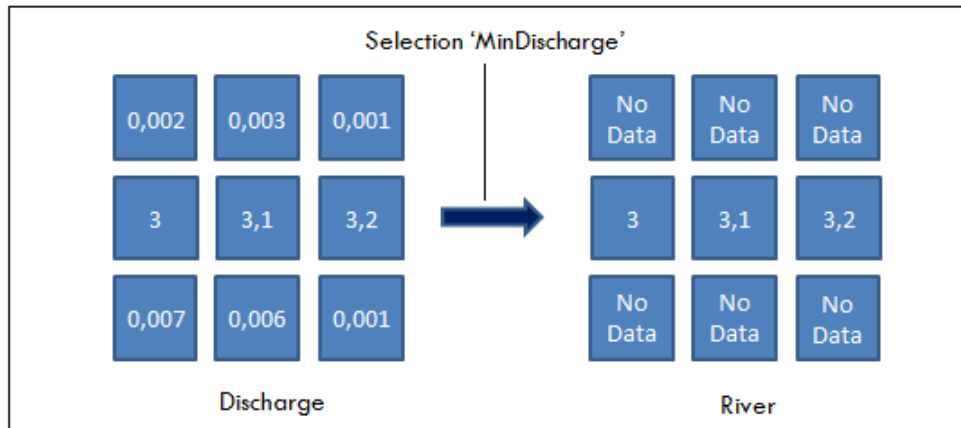 Selection ‘MinDischarge’
0,002 0,003 0,001
No Data No Data No Data
3 3,1 3,2
3 3,1 3,2
0,007 0,006 0,001
No Data No Data No Data
Discharge
River